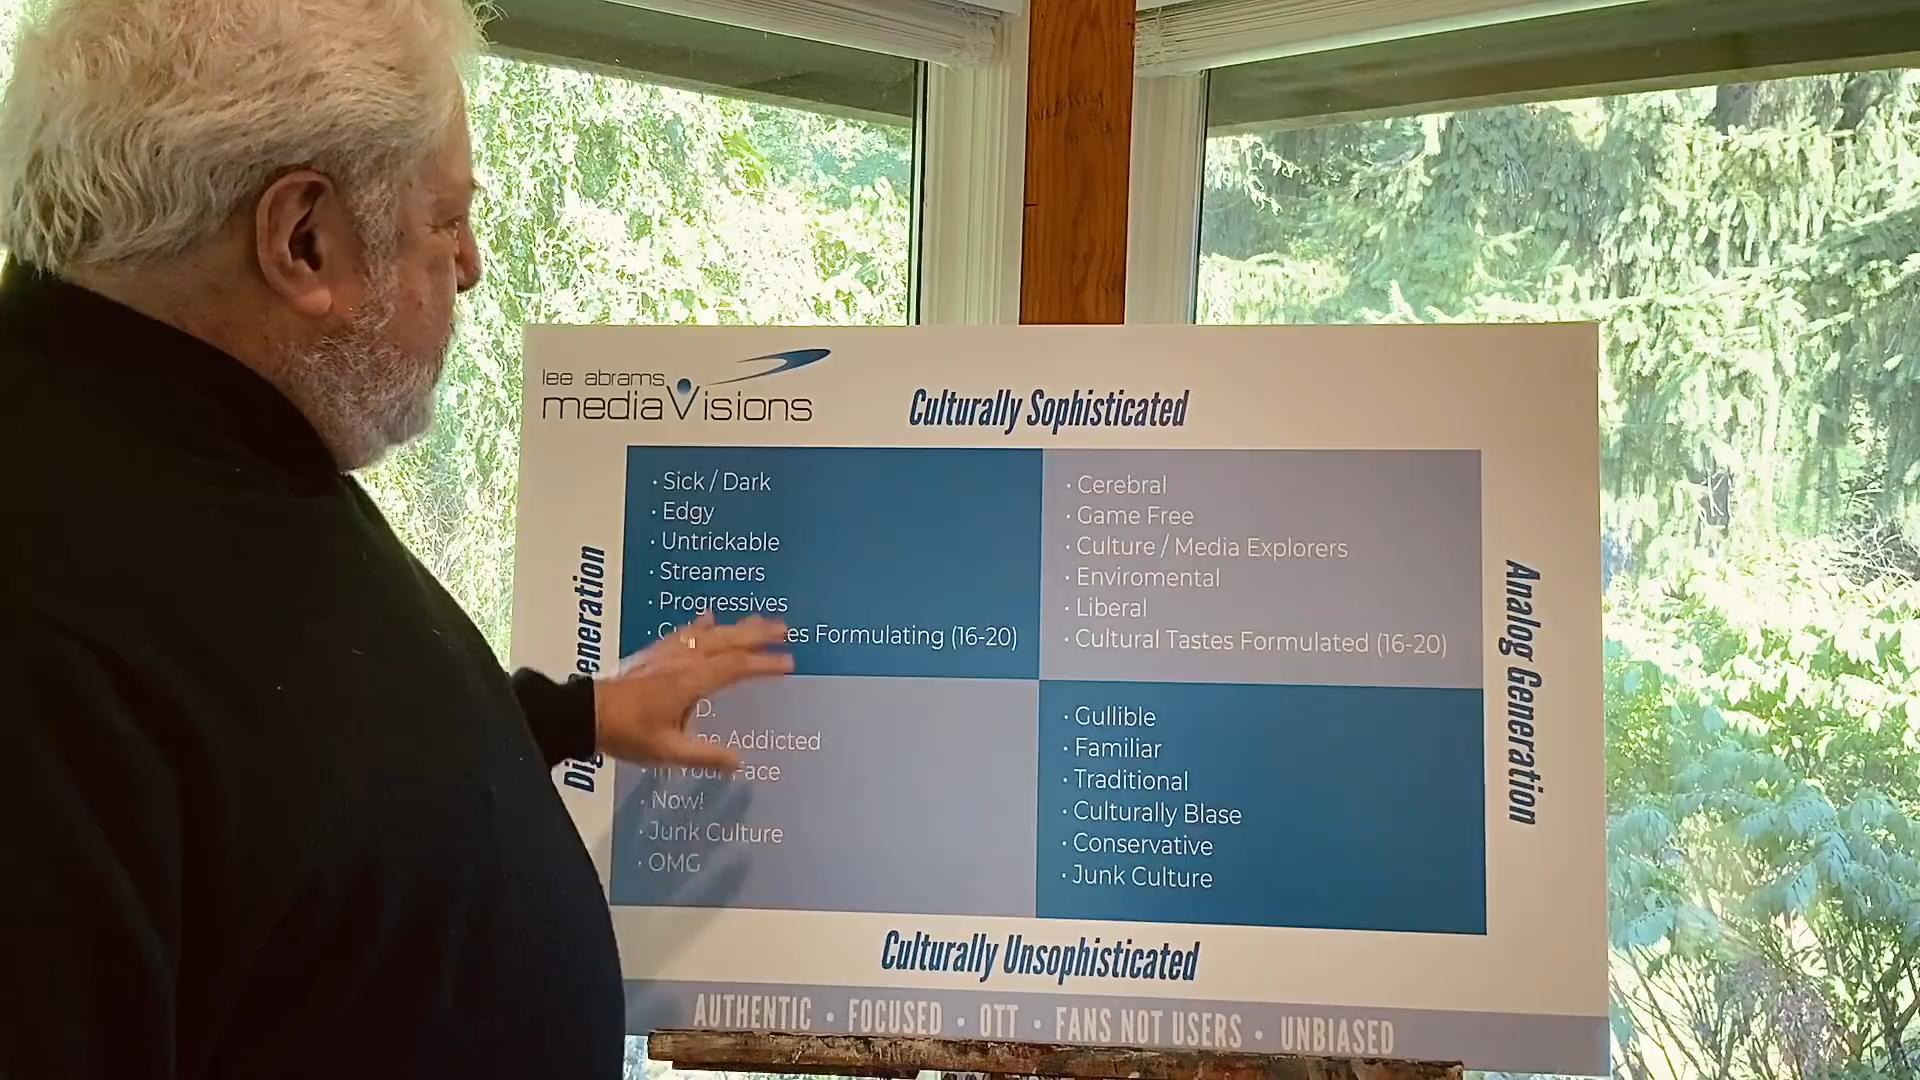 lee abrams
mediaVisions
Culturally Sophisticated
• Sick / Dark
• Edgy
• Untrickable
• Streamers
• Progressives
Formulating (16-20)
• Cerebral
• Game Free
• Culture / Media Explorers
• Enviromental
• Liberal
• Cultural Tastes Formulated (16-20)
Analog Generation
D.
Addicted
• In Your Face
• Now!
• Junk Culture
• OMG
• Gullible
• Familiar
• Traditional
• Culturally Blase
• Conservative
• Junk Culture
Culturally Unsophisticated
AUTHENTIC • FOCUSED • OTT • FANS NOT USERS • UNBIASED